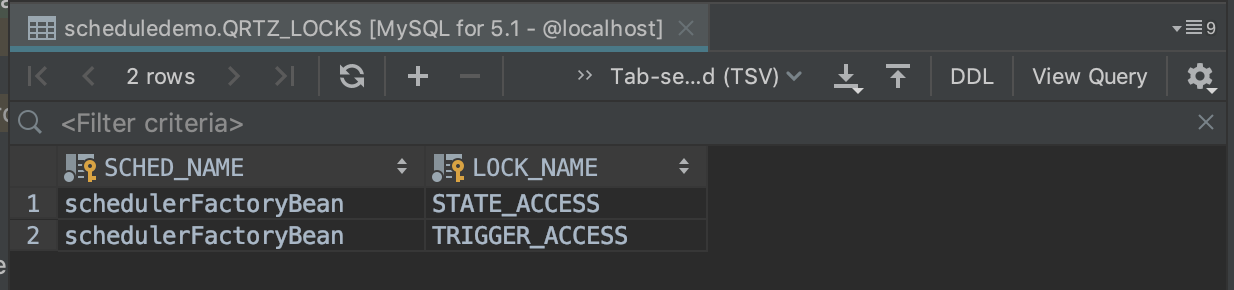 scheduledemo.QRTZ_LOCKS [MySQL for 5.1 - @localhost]
9
2 rows
Tab-se...d (TSV)
DDL
View Query
<Filter criteria>
SCHED_NAME
LOCK_NAME
1 schedulerFactoryBean STATE_ACCESS
2 schedulerFactoryBean TRIGGER_ACCESS